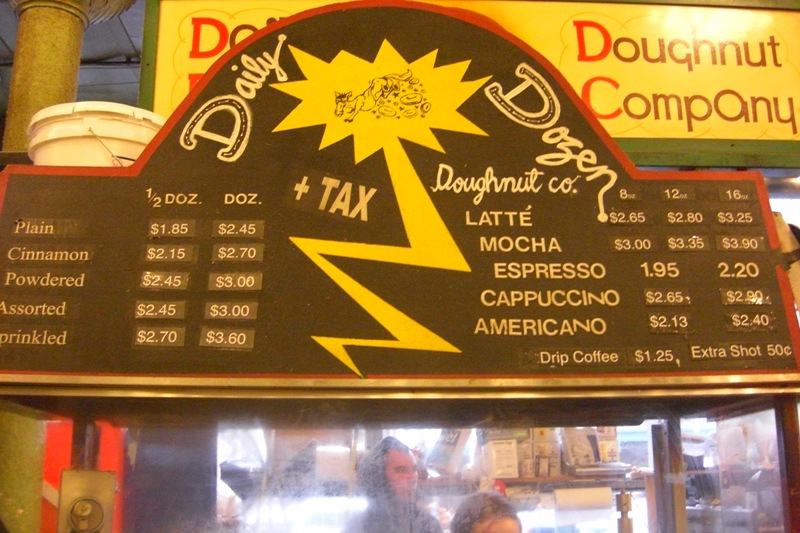 Daily
Doughnut
Company
Daily
Dozen
Doughnut co.
+ TAX
½ DOZ. DOZ.
Plain $1.85 $2.45
Cinnamon $2.15 $2.70
Powdered $2.45 $3.00
Assorted $2.45 $3.00
prinkled $2.70 $3.60
8oz 12oz 16oz
LATTÉ $2.65 $2.80 $3.25
MOCHA $3.00 $3.35 $3.90
ESPRESSO 1.95 2.20
CAPPUCCINO $2.65 $2.90
AMERICANO $2.13 $2.40
Drip Coffee $1.25 Extra Shot 50¢